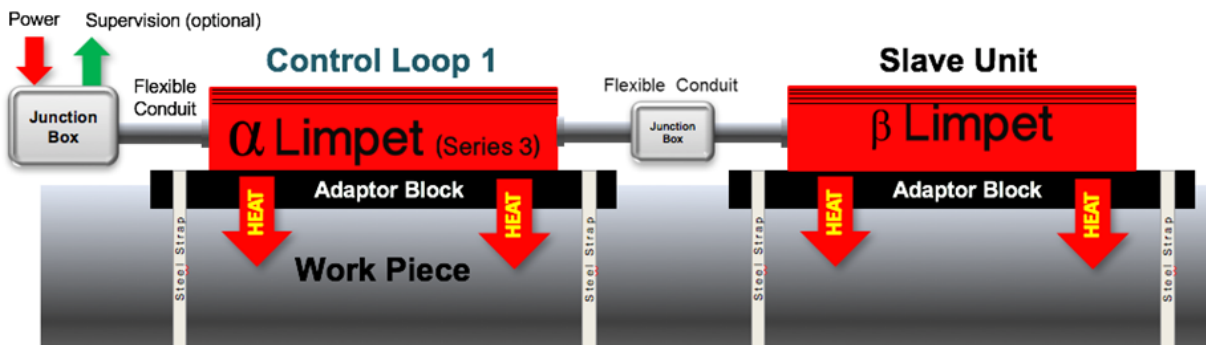 Power
Supervision (optional)
Control Loop 1
Slave Unit
Flexible
Conduit
Flexible Conduit
Junction
Box
α Limpet (Series 3)
Junction
Box
β Limpet
Adaptor Block
Adaptor Block
HEAT
HEAT
HEAT
HEAT
Work Piece
Steel Strap
Steel Strap
Steel Strap
Steel Strap